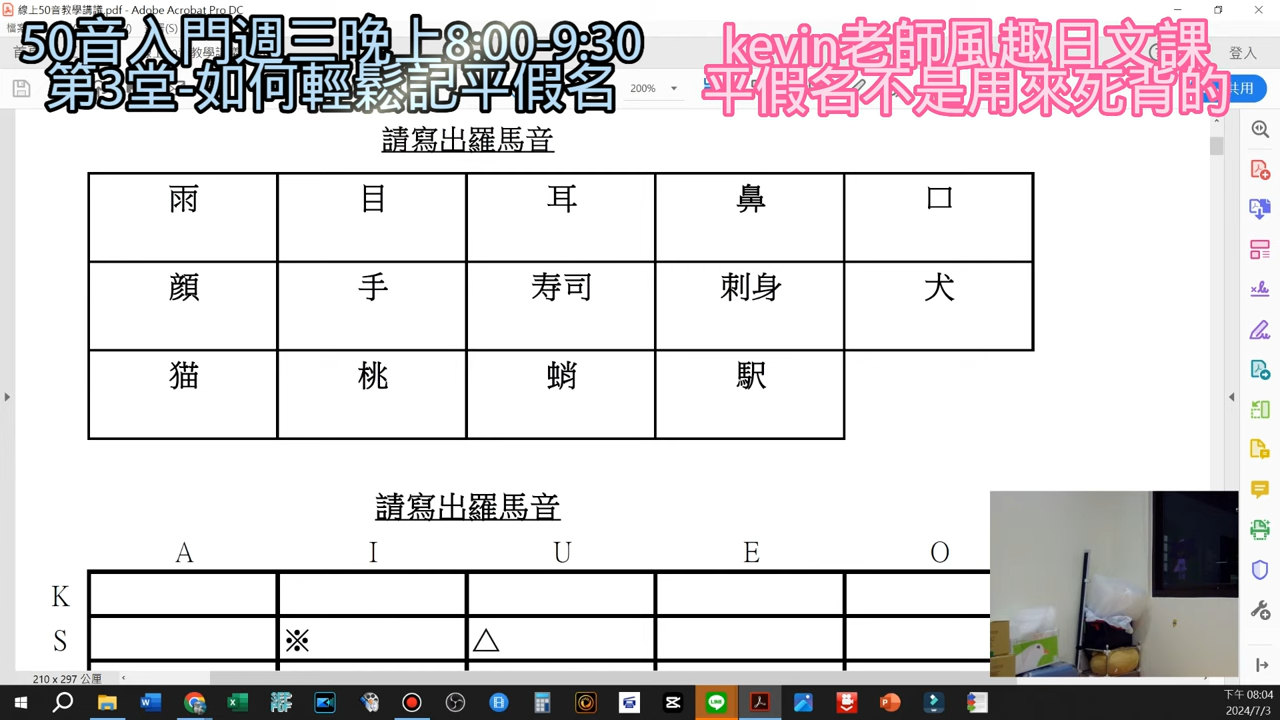 線上50音教學講議.pdf - Adobe Acrobat Pro DC
50音入門週三晚上8:00-9:30
第3堂-如何輕鬆記平假名
kevin老師風趣日文課
平假名不是用來死背的
登入
200%
共用
請寫出羅馬音
雨 目 耳 鼻 口
顔 手 寿司 刺身 犬
猫 桃 蛸 駅
請寫出羅馬音
A I U E O
K
S ※ △
210 x 297 公厘
下午 08:04
2024/7/3